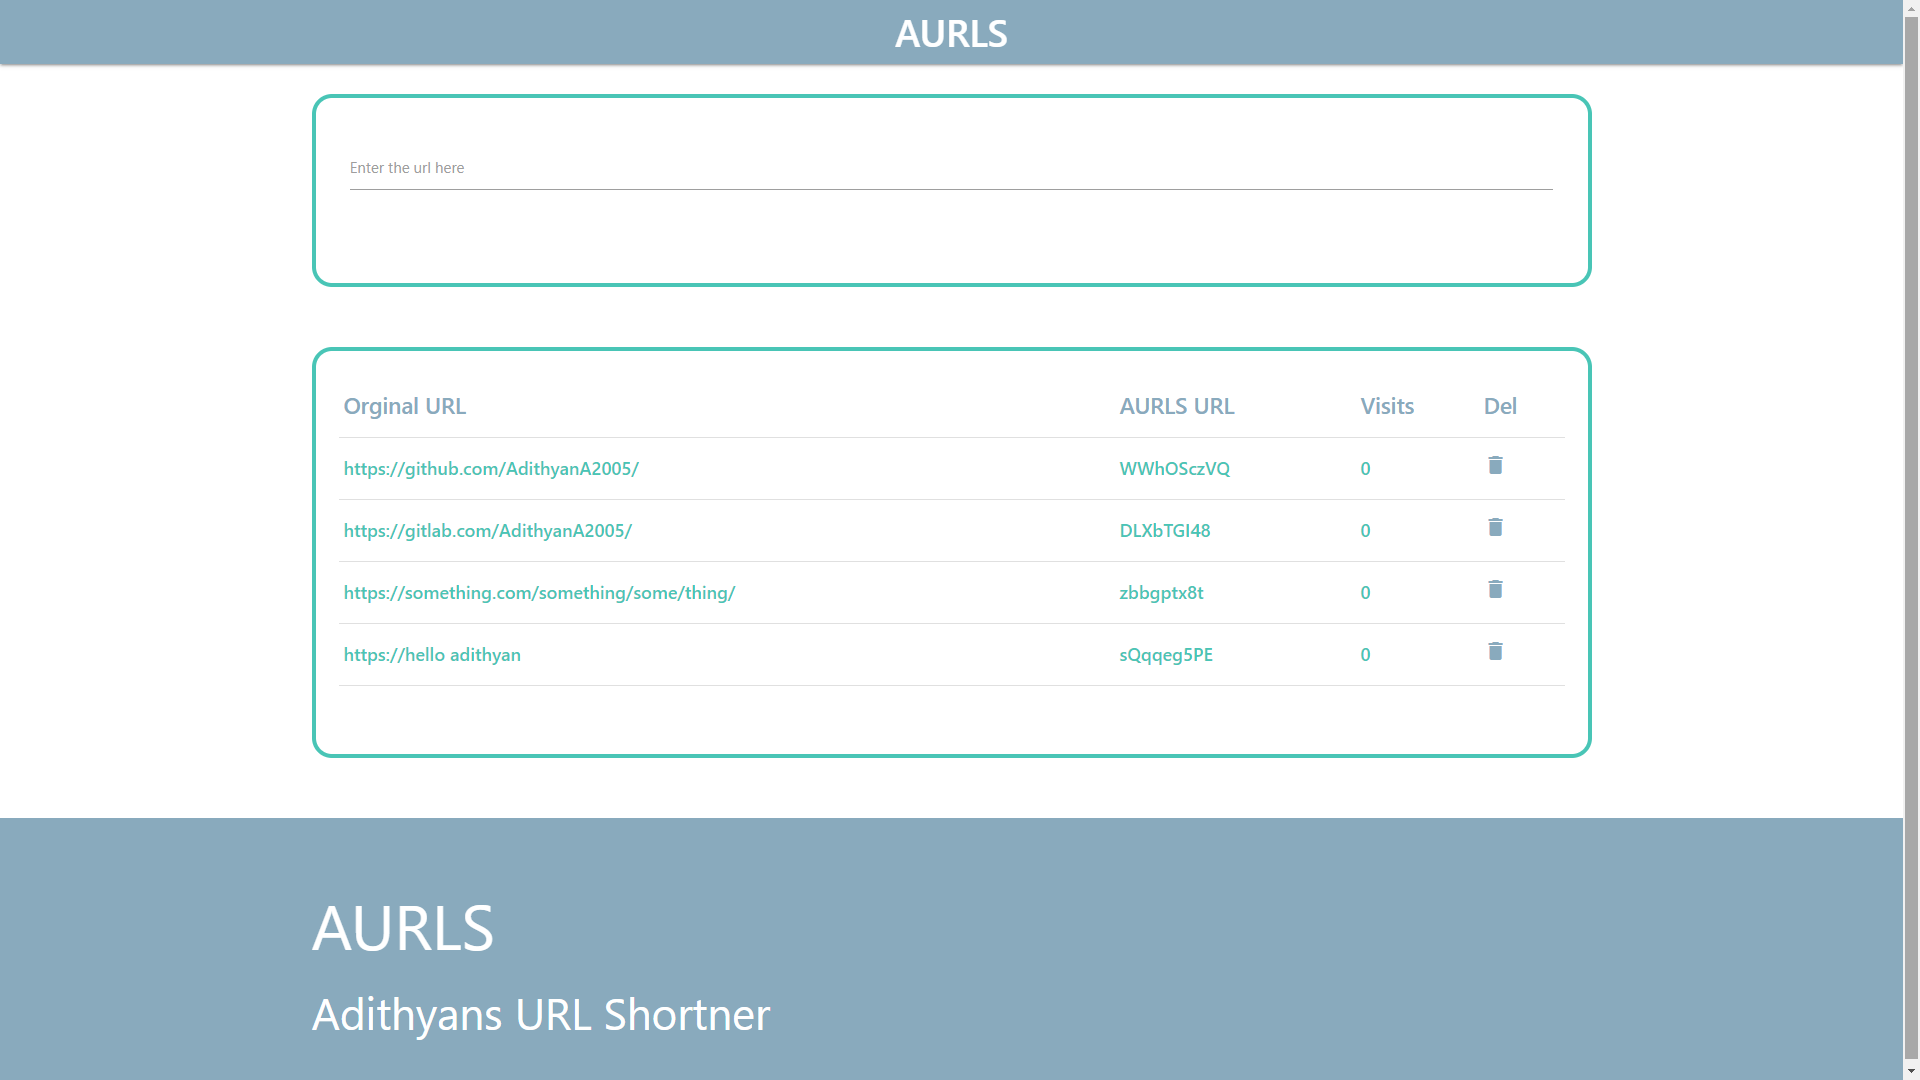 AURLS
Enter the url here
Orginal URL AURLS URL Visits Del
https://github.com/AdithyanA2005/ WWhOSczVQ 0
https://gitlab.com/AdithyanA2005/ DLXbTGI48 0
https://something.com/something/some/thing/ zbbgptx8t 0
https://hello adithyan sQqqeg5PE 0
AURLS
Adithyans URL Shortner